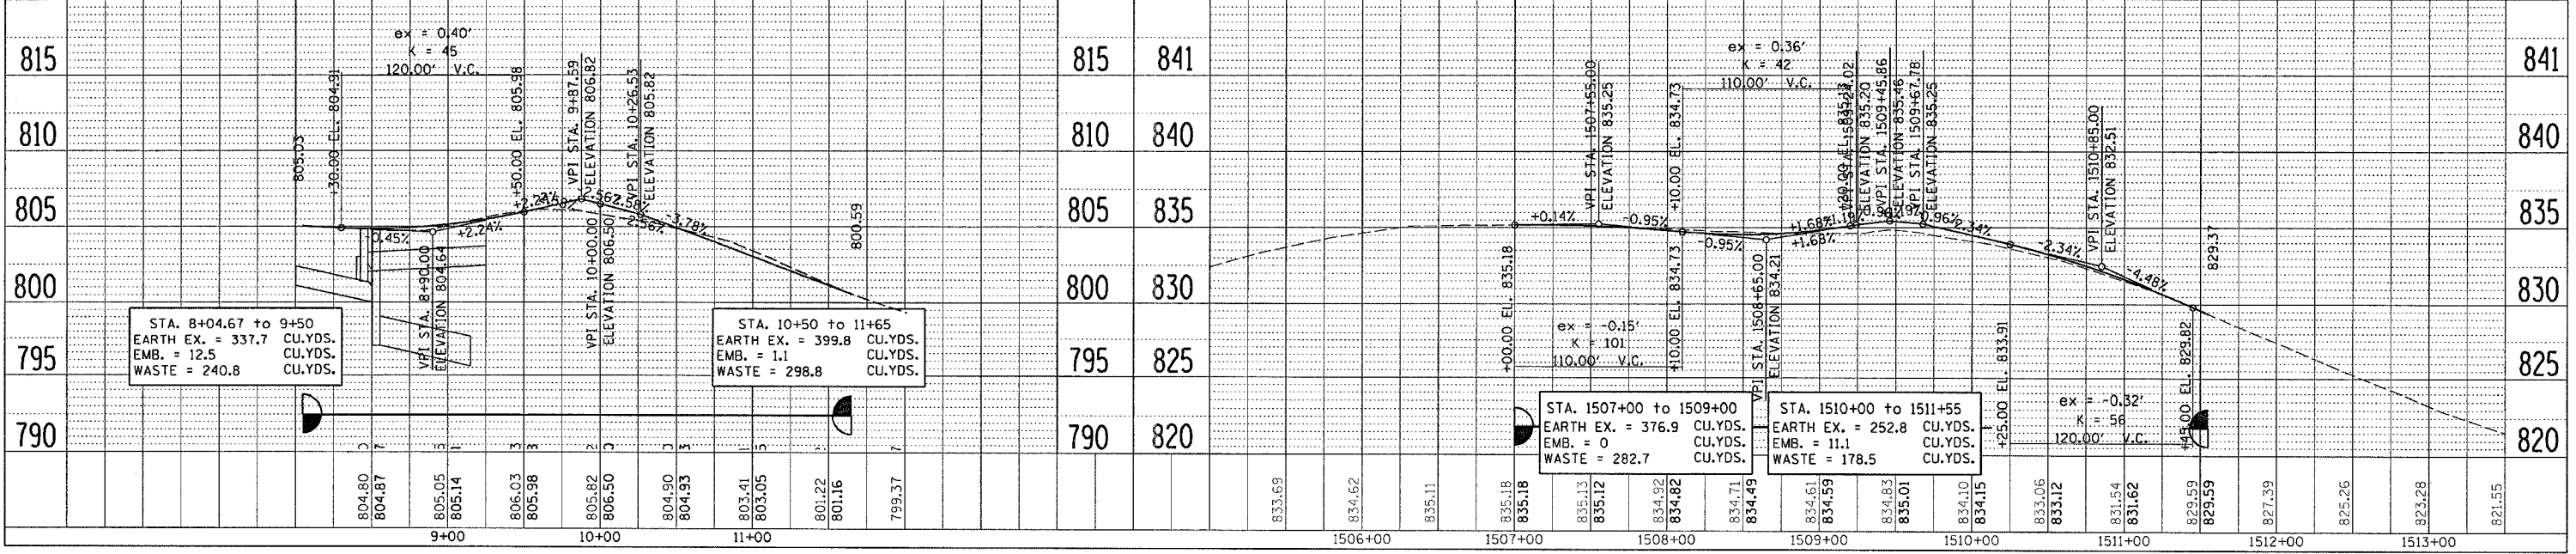 815
810
805
800
795
790
ex = 0.40'
K = 45
120.00' V.C.
805.03
+30.00 EL. 804.91
+50.00 EL. 805.98
VPI STA. 9+87.59
ELEVATION 806.82
VPI STA. 10+26.53
ELEVATION 805.82
-0.45%
+2.24%
-2.56%
-3.78%
VPI STA. 8+90.00
ELEVATION 804.64
VPI STA. 10+00.00
ELEVATION 806.50
800.59
STA. 8+04.67 to 9+50
EARTH EX. = 337.7 CU.YDS.
EMB. = 12.5 CU.YDS.
WASTE = 240.8 CU.YDS.
STA. 10+50 to 11+65
EARTH EX. = 399.8 CU.YDS.
EMB. = 1.1 CU.YDS.
WASTE = 298.8 CU.YDS.
804.80
804.87
805.05
805.14
806.03
805.98
805.82
806.50
804.90
804.93
803.41
803.05
801.22
801.16
799.37
9+00
10+00
11+00
815
810
805
800
795
790
841
840
835
830
825
820
ex = 0.36'
K = 42
110.00' V.C.
VPI STA. 1507+55.00
ELEVATION 835.25
+10.00 EL. 834.73
ELEVATION 835.20
VPI STA. 1509+45.86
ELEVATION 835.46
VPI STA. 1509+67.78
ELEVATION 835.25
VPI STA. 1510+85.00
ELEVATION 832.51
829.37
+0.14%
-0.95%
-0.95%
+1.68%
+1.68%
-2.34%
-2.34%
-4.48%
+00.00 EL. 835.18
+10.00 EL. 834.73
VPI STA. 1508+65.00
ELEVATION 834.21
ex = -0.15'
K = 101
110.00' V.C.
+25.00 EL. 833.91
ex = -0.32'
K = 56
120.00' V.C.
+45.00 EL. 829.82
STA. 1507+00 to 1509+00
EARTH EX. = 376.9 CU.YDS.
EMB. = 0 CU.YDS.
WASTE = 282.7 CU.YDS.
STA. 1510+00 to 1511+55
EARTH EX. = 252.8 CU.YDS.
EMB. = 11.1 CU.YDS.
WASTE = 178.5 CU.YDS.
833.69
834.62
835.11
835.18
835.18
835.13
835.12
834.92
834.82
834.71
834.49
834.61
834.59
834.83
835.01
834.10
834.15
833.06
833.12
831.54
831.62
829.59
829.59
827.39
825.26
823.28
821.55
1506+00
1507+00
1508+00
1509+00
1510+00
1511+00
1512+00
1513+00
841
840
835
830
825
820